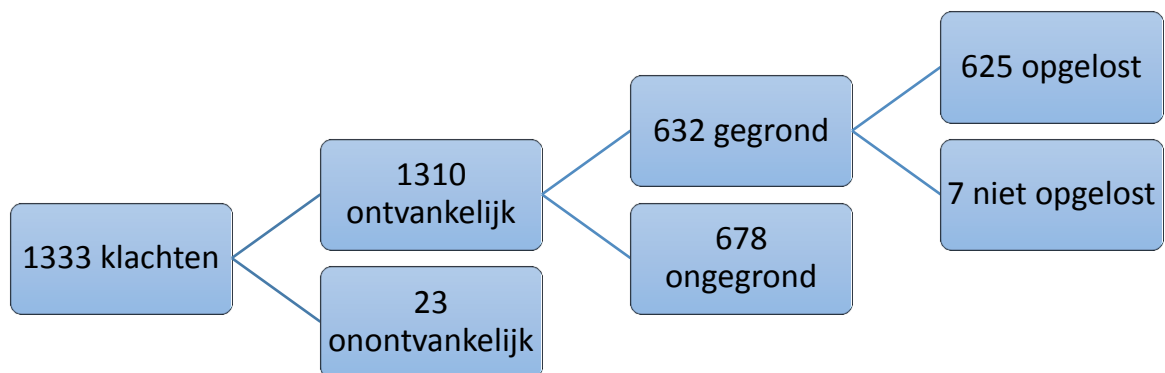 1333 klachten
1310
ontvankelijk
23
onontvankelijk
632 gegrond
678
ongegrond
625 opgelost
7 niet opgelost